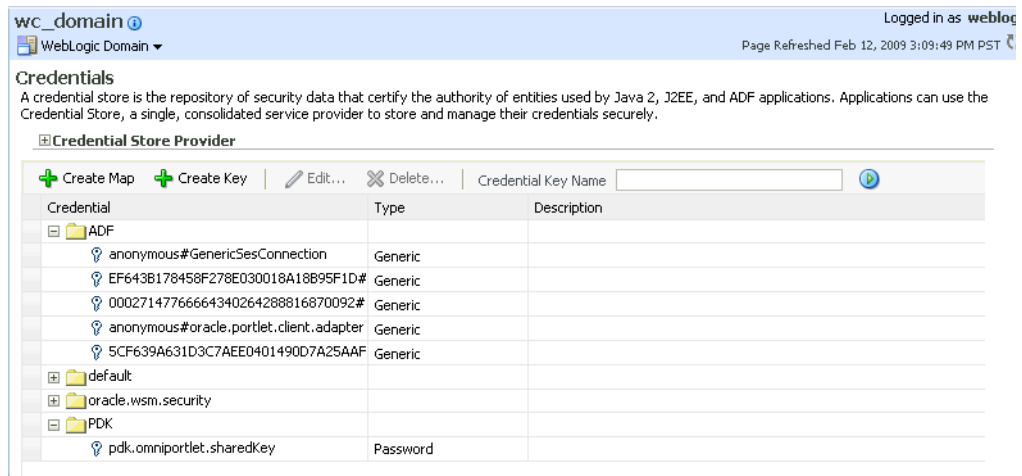 wc_domain
Logged in as weblog
WebLogic Domain
Page Refreshed Feb 12, 2009 3:09:49 PM PST
Credentials
A credential store is the repository of security data that certify the authority of entities used by Java 2, J2EE, and ADF applications. Applications can use the
Credential Store, a single, consolidated service provider to store and manage their credentials securely.
Credential Store Provider
Create Map Create Key Edit... Delete... Credential Key Name
Credential Type Description
ADF
anonymous#GenericSesConnection Generic
EF643B178458F278E030018A18B95F1D# Generic
00027147766664340264288816870092# Generic
anonymous#oracle.portlet.client.adapter Generic
5CF639A631D3C7AEE0401490D7A25AAF Generic
default
oracle.wsm.security
PDK
pdk.omniportlet.sharedKey Password